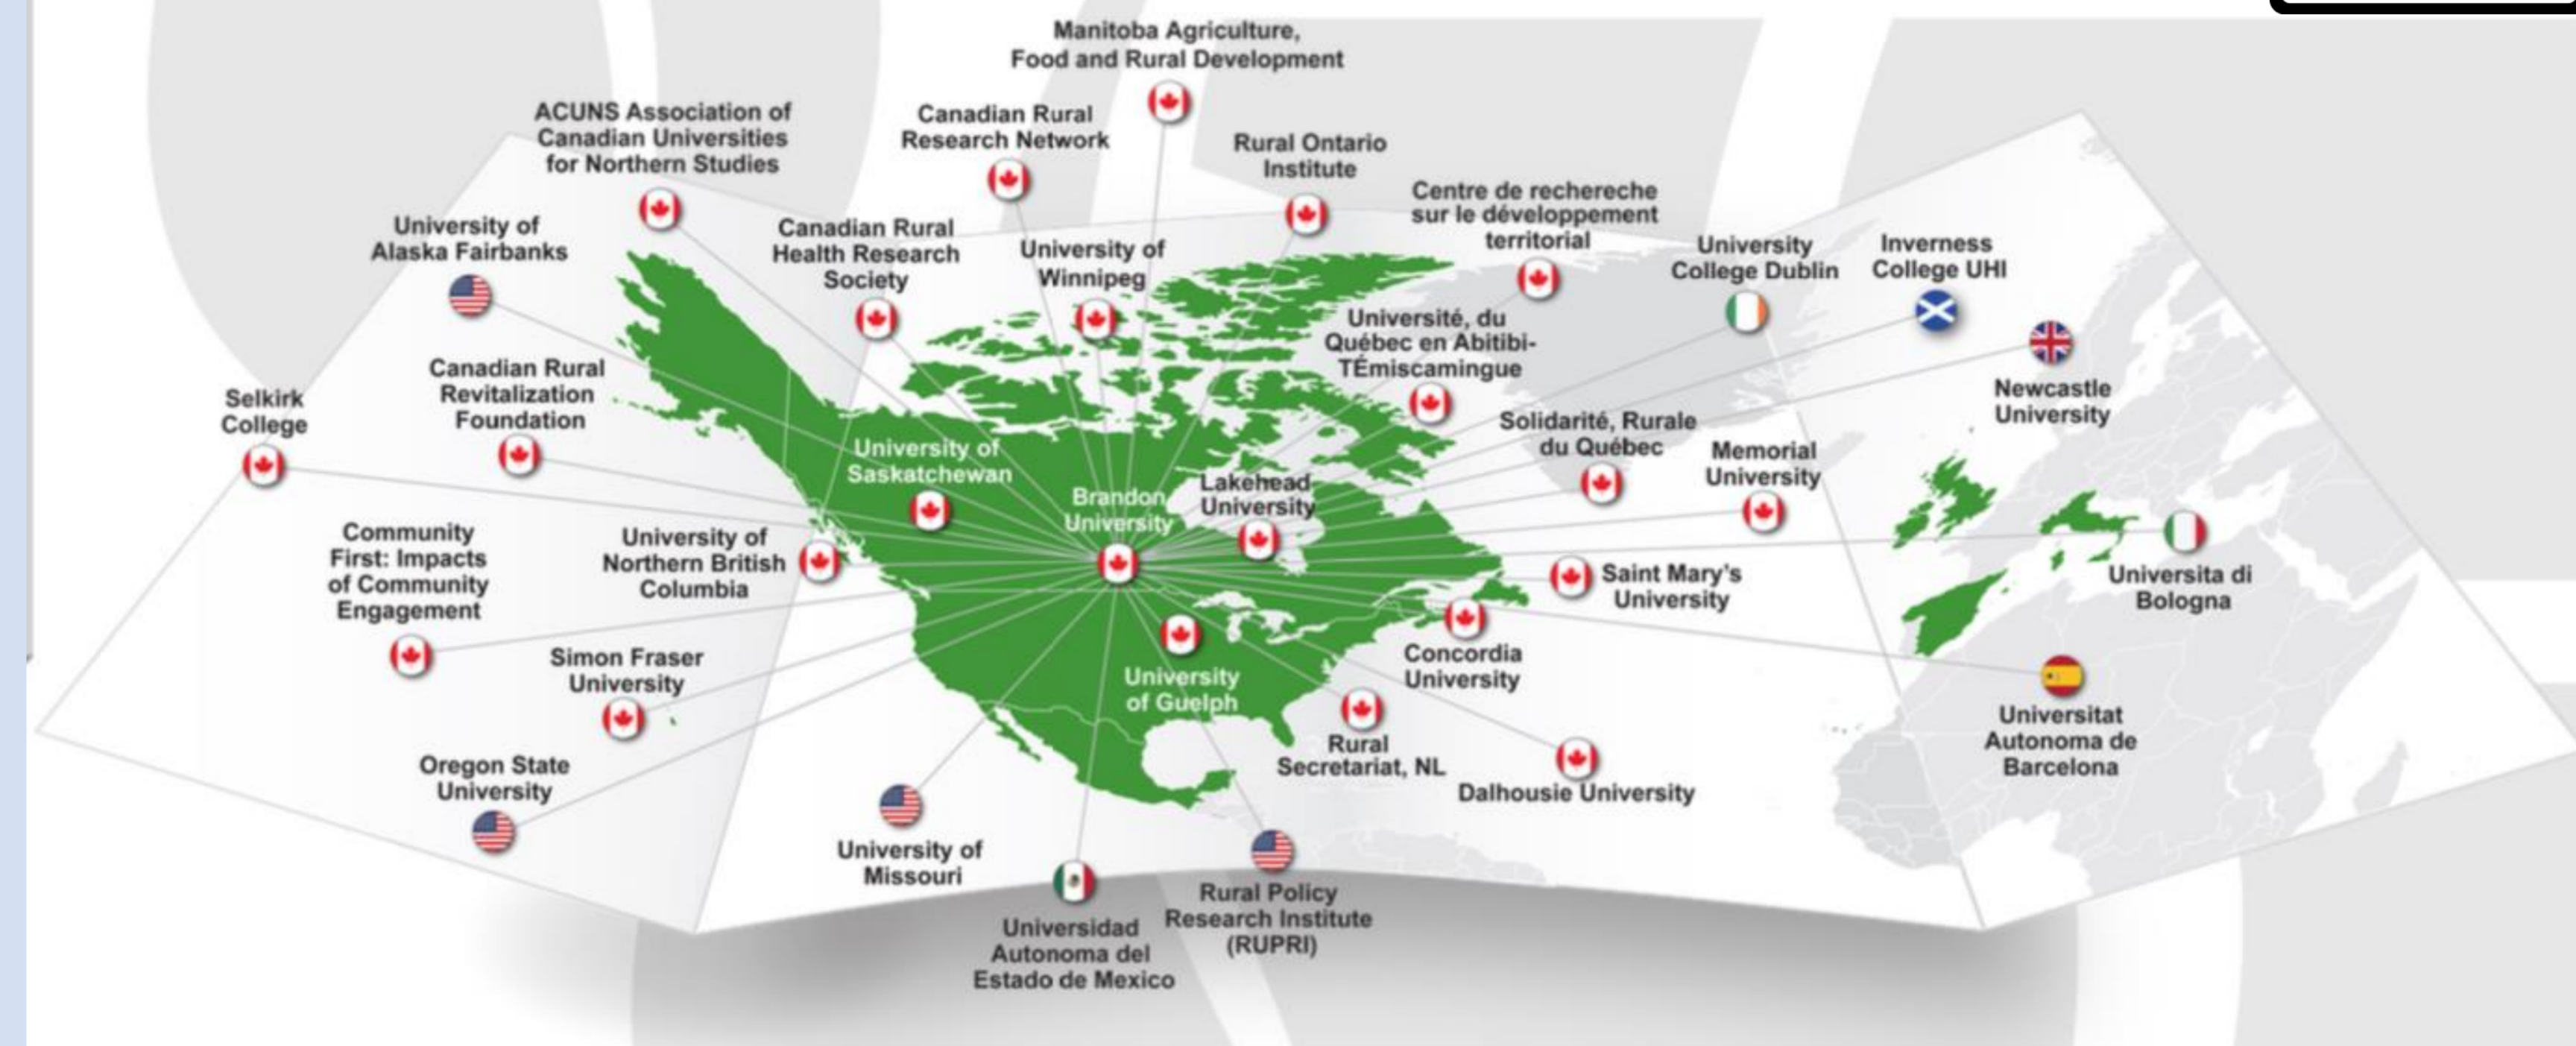 Manitoba Agriculture,
Food and Rural Development
ACUNS Association of
Canadian Universities
for Northern Studies
Canadian Rural
Research Network
Rural Ontario
Institute
Centre de rechereche
sur le développement
territorial
University of
Alaska Fairbanks
Canadian Rural
Health Research
Society
University of
Winnipeg
University
College Dublin
Inverness
College UHI
Université, du
Québec en Abitibi-
TÉmiscamingue
Newcastle
University
Selkirk
College
Canadian Rural
Revitalization
Foundation
University of
Saskatchewan
Brandon
University
Lakehead
University
Solidarité, Rurale
du Québec
Memorial
University
Community
First: Impacts
of Community
Engagement
University of
Northern British
Columbia
Saint Mary's
University
Universita di
Bologna
Simon Fraser
University
University
of Guelph
Concordia
University
Universitat
Autonoma de
Barcelona
Oregon State
University
Rural
Secretariat, NL
Dalhousie University
University of
Missouri
Universidad
Autonoma del
Estado de Mexico
Rural Policy
Research Institute
(RUPRI)